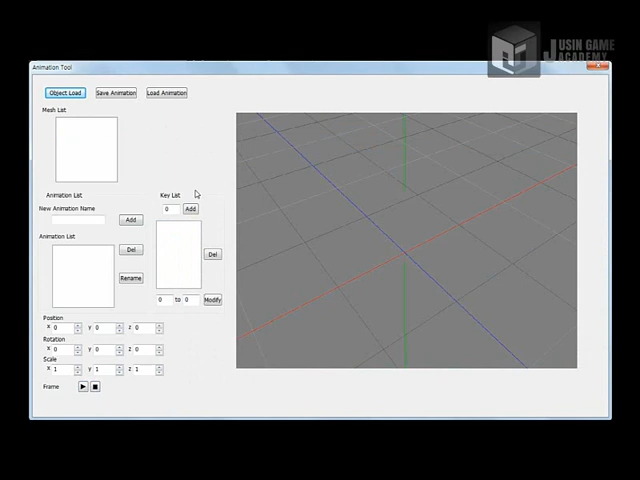 JUSIN GAME
ACADEMY
Animation Tool
Object Load Save Animation Load Animation
Mesh List
Animation List Key List
New Animation Name 0 Add
Add
Animation List Del
Del
Rename
0 to 0 Modify
Position
x 0 y 0 z 0
Rotation
x 0 y 0 z 0
Scale
x 1 y 1 z 1
Frame